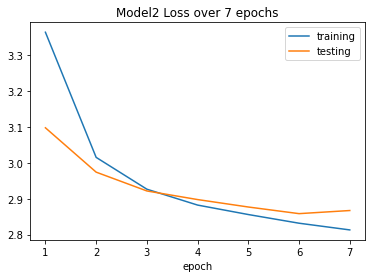 Model2 Loss over 7 epochs
training
testing
3.3
3.2
3.1
3.0
2.9
2.8
1 2 3 4 5 6 7
epoch